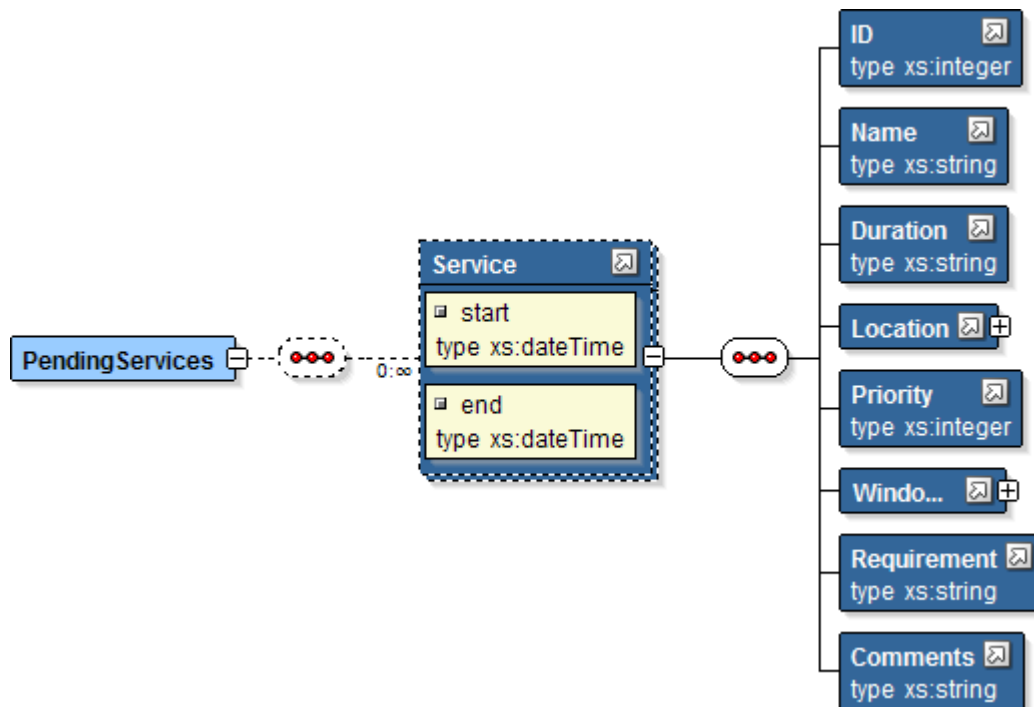 PendingServices
0:∞
Service
start
type xs:dateTime
end
type xs:dateTime
ID
type xs:integer
Name
type xs:string
Duration
type xs:string
Location
Priority
type xs:integer
Windo...
Requirement
type xs:string
Comments
type xs:string